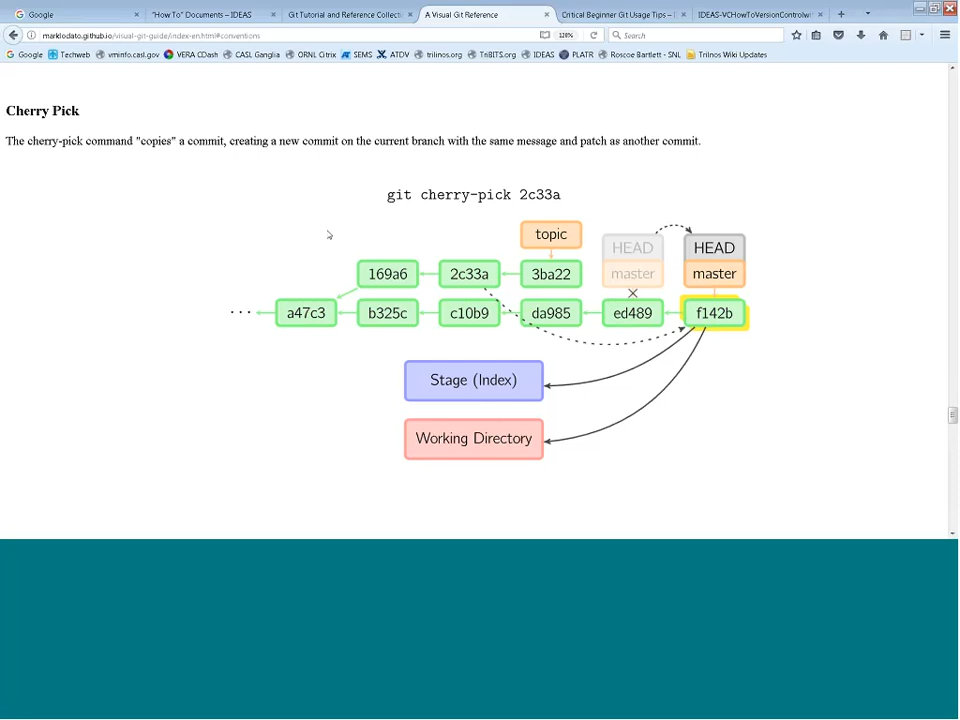 Google
"How To" Documents – IDEAS
Git Tutorial and Reference Collecti
A Visual Git Reference
Critical Beginner Git Usage Tips –
IDEAS-VCHowToVersionControlwit
marklodato.github.io/visual-git-guide/index-en.html#conventions
120%
Search
Google
Techweb
vminfo.casl.gov
VERA CDash
CASL Ganglia
ORNL Citrix
SEMS
ATDV
trilinos.org
TriBITS.org
IDEAS
PLATR
Roscoe Bartlett - SNL
Trilinos Wiki Updates
Cherry Pick
The cherry-pick command "copies" a commit, creating a new commit on the current branch with the same message and patch as another commit.
git cherry-pick 2c33a
topic
HEAD
HEAD
169a6
2c33a
3ba22
master
master
...
a47c3
b325c
c10b9
da985
ed489
f142b
Stage (Index)
Working Directory